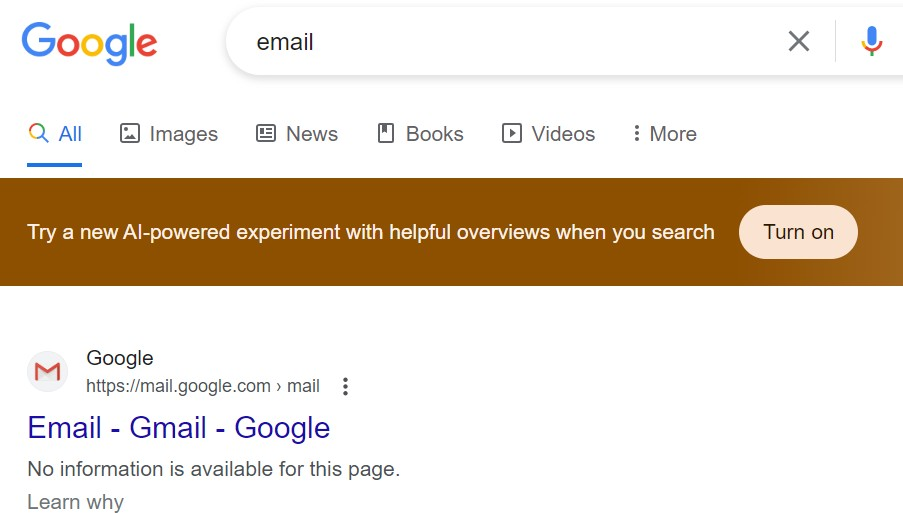 Google
email
All Images News Books Videos More
Try a new AI-powered experiment with helpful overviews when you search Turn on
Google
https://mail.google.com › mail
Email - Gmail - Google
No information is available for this page.
Learn why